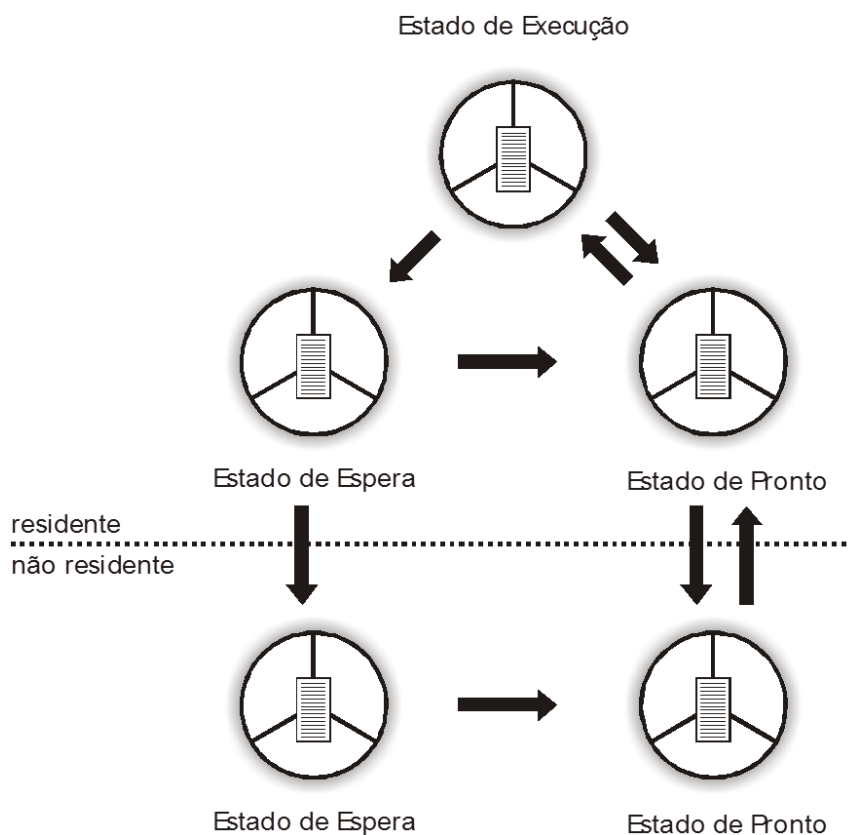 Estado de Execução
Estado de Espera
Estado de Pronto
residente
não residente
Estado de Espera
Estado de Pronto